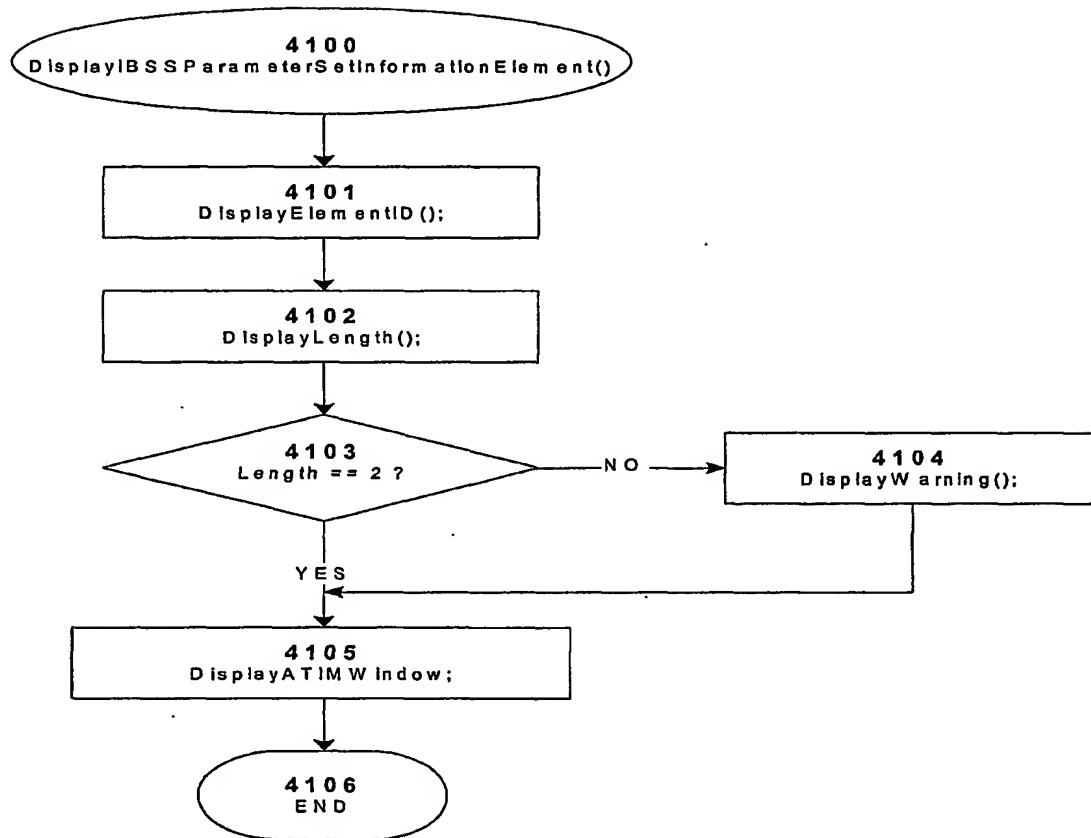 4100
DisplayIBSSParameterSetInformationElement()
4101
DisplayElementID();
4102
DisplayLength();
4103
Length == 2 ?
NO
4104
DisplayWarning();
YES
4105
DisplayATIMWindow;
4106
END